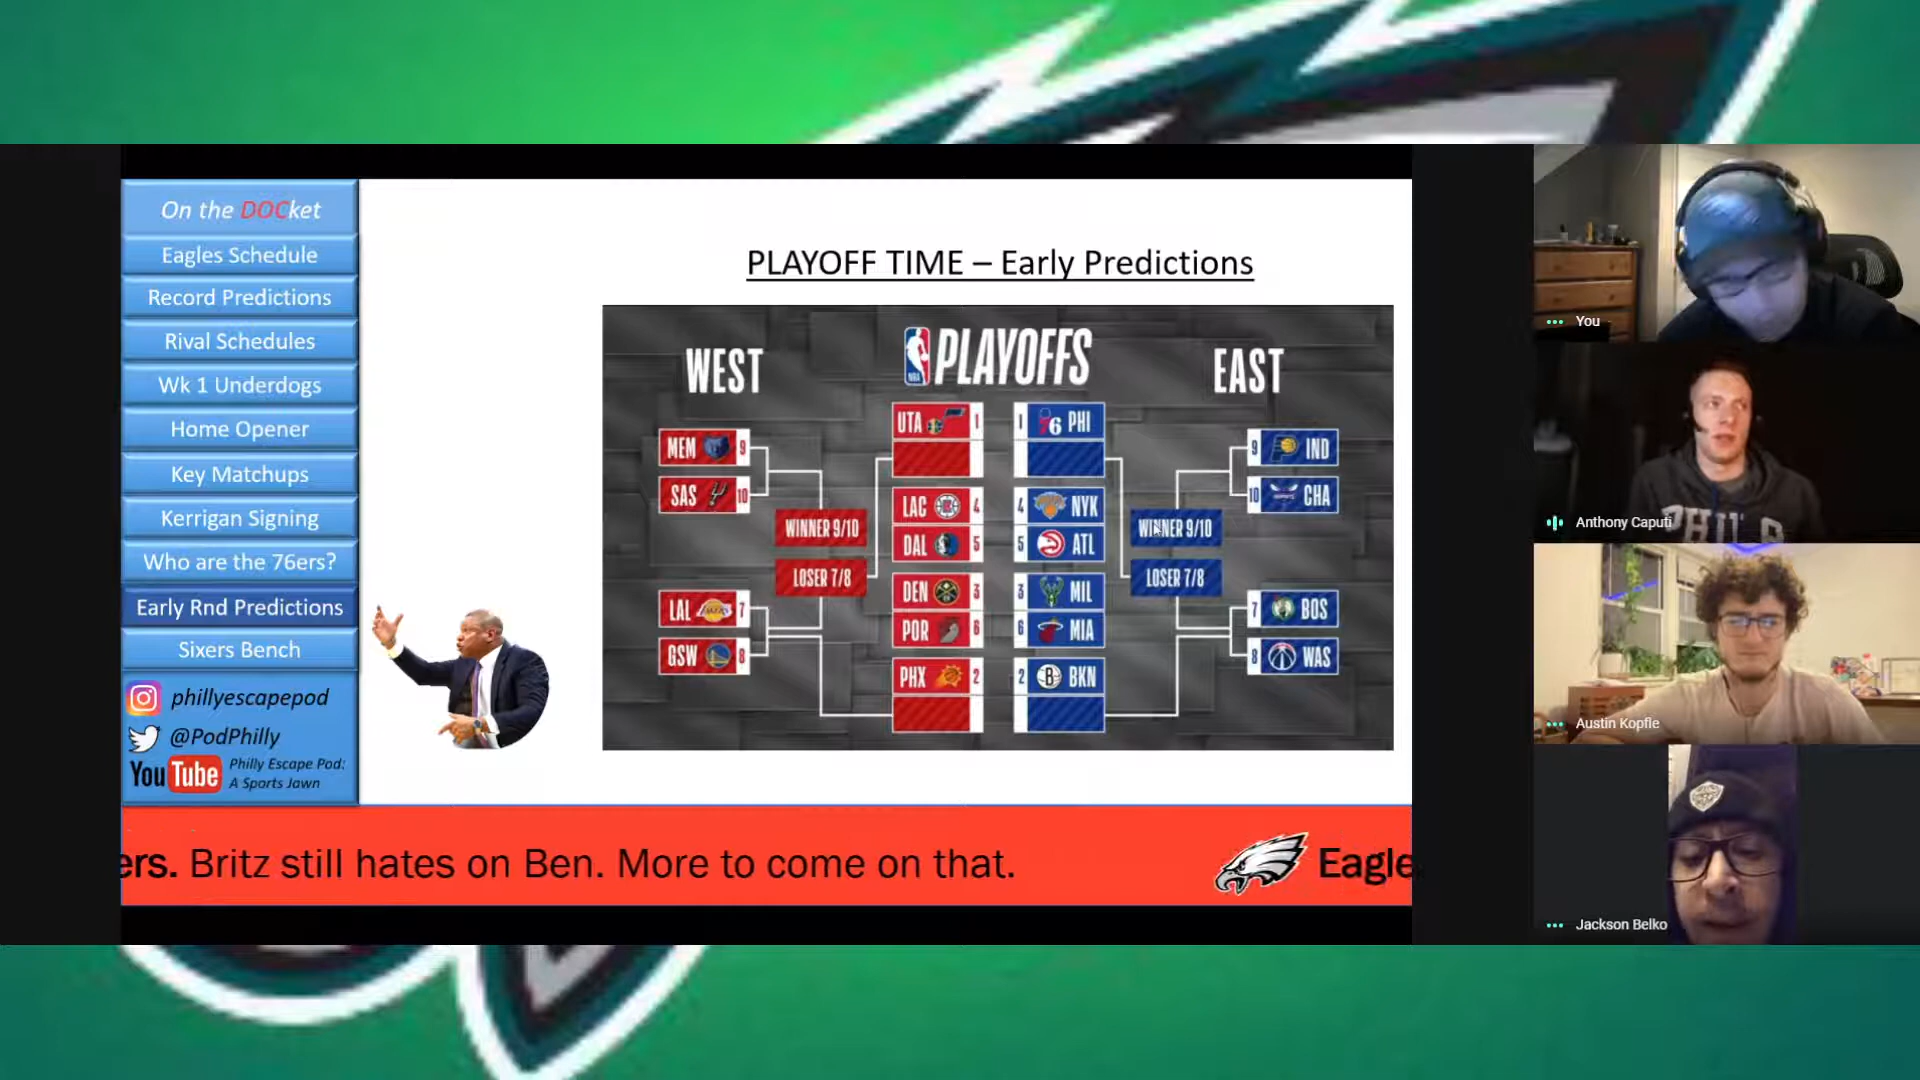 On the DOCket
Eagles Schedule
Record Predictions
Rival Schedules
Wk 1 Underdogs
Home Opener
Key Matchups
Kerrigan Signing
Who are the 76ers?
Early Rnd Predictions
Sixers Bench
phillyescapepod
@PodPhilly
YouTube Philly Escape Pod:
A Sports Jawn
PLAYOFF TIME – Early Predictions
WEST
NBA PLAYOFFS
EAST
UTA 1
1 76 PHI
MEM 9
9 IND
SAS 10
10 CHA
LAC 4
4 NYK
WINNER 9/10
WINNER 9/10
DAL 5
5 ATL
LOSER 7/8
LOSER 7/8
DEN 3
3 MIL
LAL LAKERS 7
7 BOS
POR 6
6 MIA
GSW 8
8 WAS
PHX 2
2 B BKN
ers. Britz still hates on Ben. More to come on that.
Eagle
You
PHILA
Anthony Caputi
Austin Kopfle
Jackson Belko